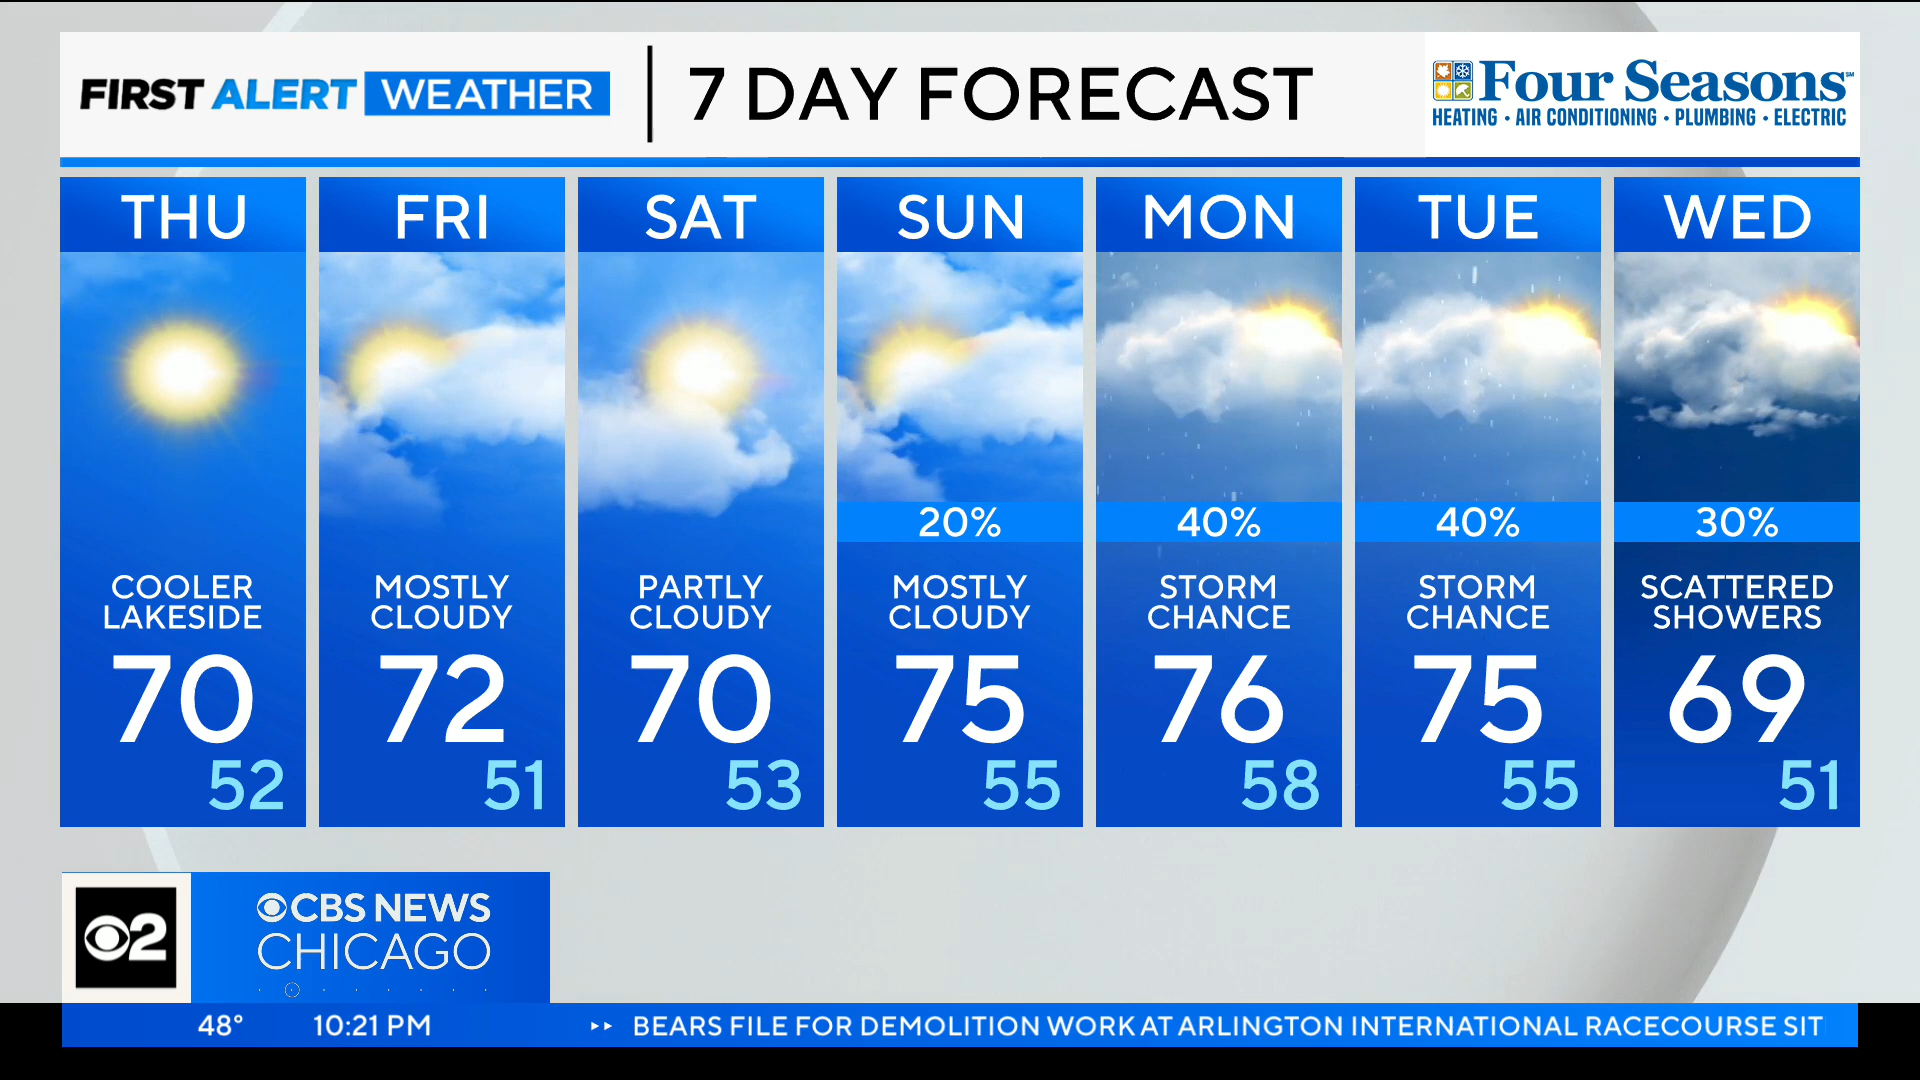 FIRST ALERT WEATHER
7 DAY FORECAST
Four Seasons℠
HEATING • AIR CONDITIONING • PLUMBING • ELECTRIC
THU
COOLER
LAKESIDE
70
52
FRI
MOSTLY
CLOUDY
72
51
SAT
PARTLY
CLOUDY
70
53
SUN
20%
MOSTLY
CLOUDY
75
55
MON
40%
STORM
CHANCE
76
58
TUE
40%
STORM
CHANCE
75
55
WED
30%
SCATTERED
SHOWERS
69
51
2
CBS NEWS
CHICAGO
48° 10:21 PM BEARS FILE FOR DEMOLITION WORK AT ARLINGTON INTERNATIONAL RACECOURSE SIT